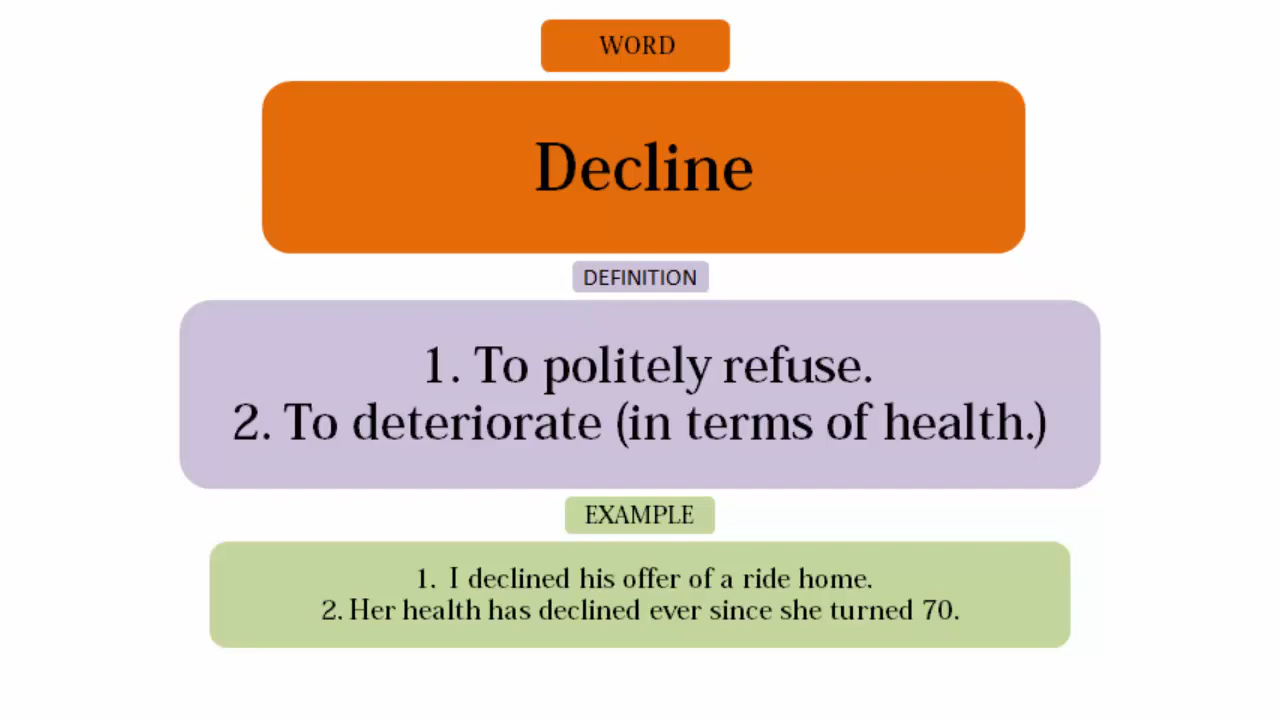 WORD
Decline
DEFINITION
1. To politely refuse.
2. To deteriorate (in terms of health.)
EXAMPLE
1. I declined his offer of a ride home.
2. Her health has declined ever since she turned 70.